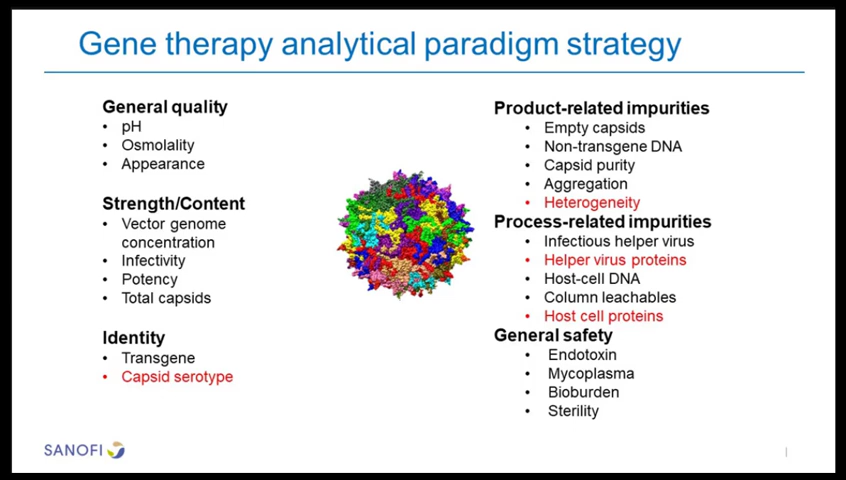 Gene therapy analytical paradigm strategy
General quality
• pH
• Osmolality
• Appearance
Strength/Content
• Vector genome
concentration
• Infectivity
• Potency
• Total capsids
Identity
• Transgene
• Capsid serotype
Product-related impurities
• Empty capsids
• Non-transgene DNA
• Capsid purity
• Aggregation
• Heterogeneity
Process-related impurities
• Infectious helper virus
• Helper virus proteins
• Host-cell DNA
• Column leachables
• Host cell proteins
General safety
• Endotoxin
• Mycoplasma
• Bioburden
• Sterility
SANOFI
|